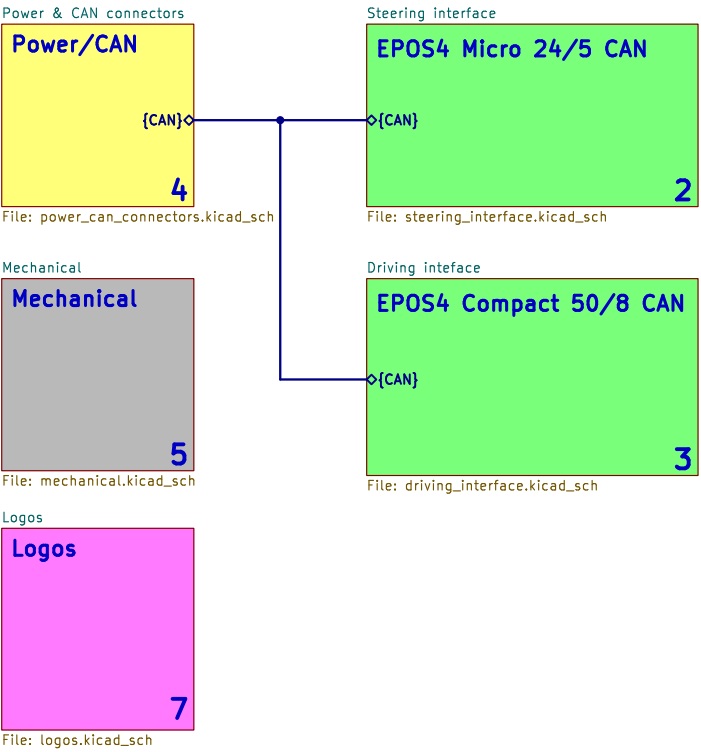 Power & CAN connectors
Power/CAN
{CAN}
4
File: power_can_connectors.kicad_sch
Steering interface
EPOS4 Micro 24/5 CAN
{CAN}
2
File: steering_interface.kicad_sch
Mechanical
Mechanical
5
File: mechanical.kicad_sch
Driving inteface
EPOS4 Compact 50/8 CAN
{CAN}
3
File: driving_interface.kicad_sch
Logos
Logos
7
File: logos.kicad_sch